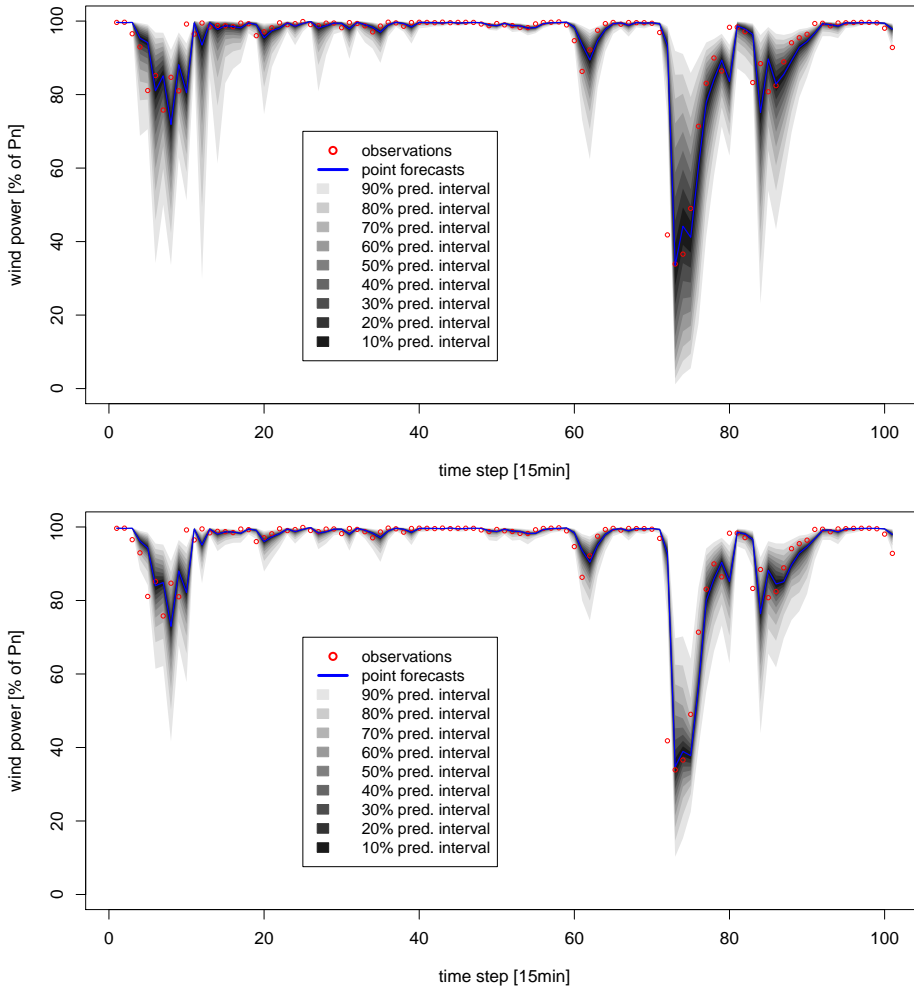 100
80
60
40
20
0
wind power [% of Pn]
observations
point forecasts
90% pred. interval
80% pred. interval
70% pred. interval
60% pred. interval
50% pred. interval
40% pred. interval
30% pred. interval
20% pred. interval
10% pred. interval
0 20 40 60 80 100
time step [15min]
100
80
60
40
20
0
wind power [% of Pn]
observations
point forecasts
90% pred. interval
80% pred. interval
70% pred. interval
60% pred. interval
50% pred. interval
40% pred. interval
30% pred. interval
20% pred. interval
10% pred. interval
0 20 40 60 80 100
time step [15min]